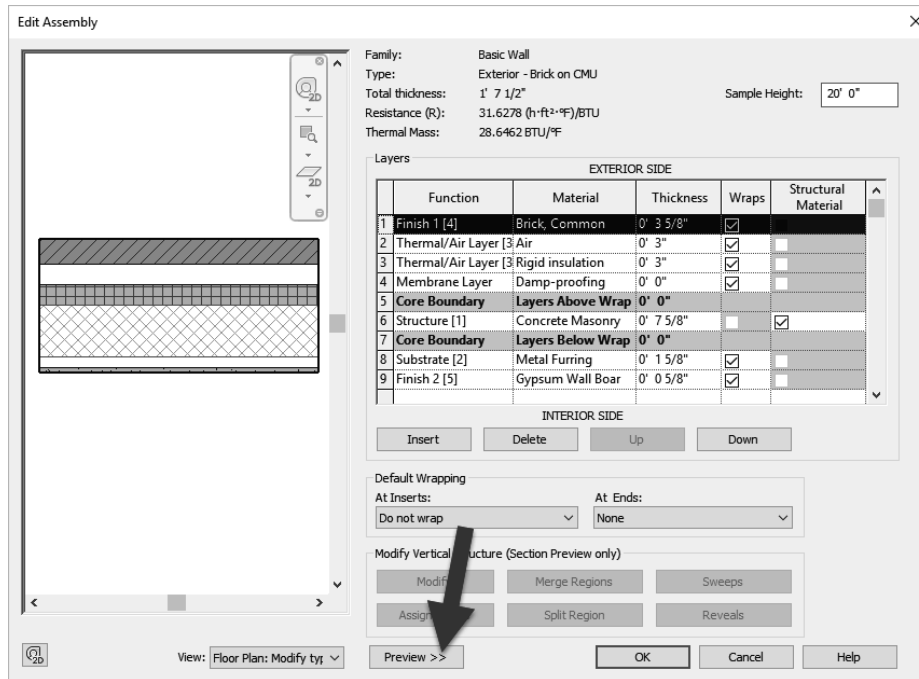 Edit Assembly
Family: Basic Wall
Type: Exterior - Brick on CMU
Total thickness: 1' 7 1/2" Sample Height: 20' 0"
Resistance (R): 31.6278 (h·ft²·°F)/BTU
Thermal Mass: 28.6462 BTU/°F
Layers
EXTERIOR SIDE
Function Material Thickness Wraps Structural Material
1 Finish 1 [4] Brick, Common 0' 3 5/8"
2 Thermal/Air Layer [3 Air 0' 3"
3 Thermal/Air Layer [3 Rigid insulation 0' 3"
4 Membrane Layer Damp-proofing 0' 0"
5 Core Boundary Layers Above Wrap 0' 0"
6 Structure [1] Concrete Masonry 0' 7 5/8"
7 Core Boundary Layers Below Wrap 0' 0"
8 Substrate [2] Metal Furring 0' 1 5/8"
9 Finish 2 [5] Gypsum Wall Boar 0' 0 5/8"
INTERIOR SIDE
Insert Delete Up Down
Default Wrapping
At Inserts: At Ends:
Do not wrap None
Modify Vertical (Section Preview only)
Merge Regions Sweeps
Split Region Reveals
2D
2D
2D
View: Floor Plan: Modify typ Preview >> OK Cancel Help